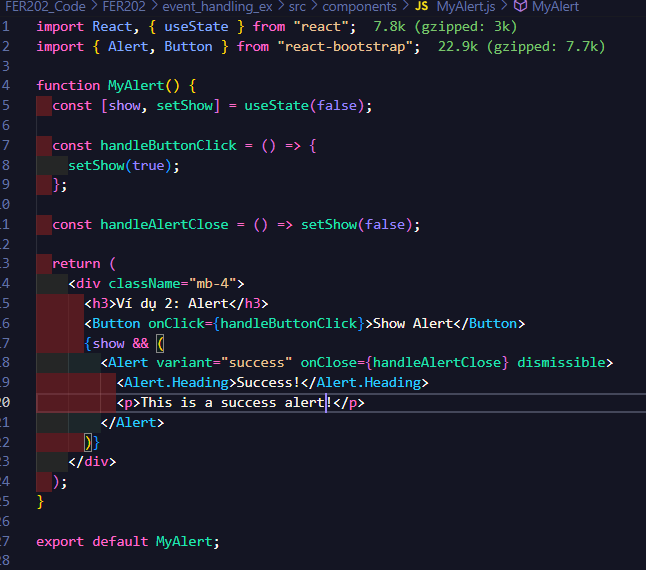 FER202_Code > FER202 > event_handling_ex > src > components > JS MyAlert.js > MyAlert
1 import React, { useState } from "react"; 7.8k (gzipped: 3k)
2 import { Alert, Button } from "react-bootstrap"; 22.9k (gzipped: 7.7k)
3
4 function MyAlert() {
5 const [show, setShow] = useState(false);
6
7 const handleButtonClick = () => {
8 setShow(true);
9 };
10
11 const handleAlertClose = () => setShow(false);
12
13 return (
14 <div className="mb-4">
15 <h3>Ví dụ 2: Alert</h3>
16 <Button onClick={handleButtonClick}>Show Alert</Button>
17 {show && (
18 <Alert variant="success" onClose={handleAlertClose} dismissible>
19 <Alert.Heading>Success!</Alert.Heading>
20 <p>This is a success alert!</p>
21 </Alert>
22 )}
23 </div>
24 );
25 }
26
27 export default MyAlert;
28